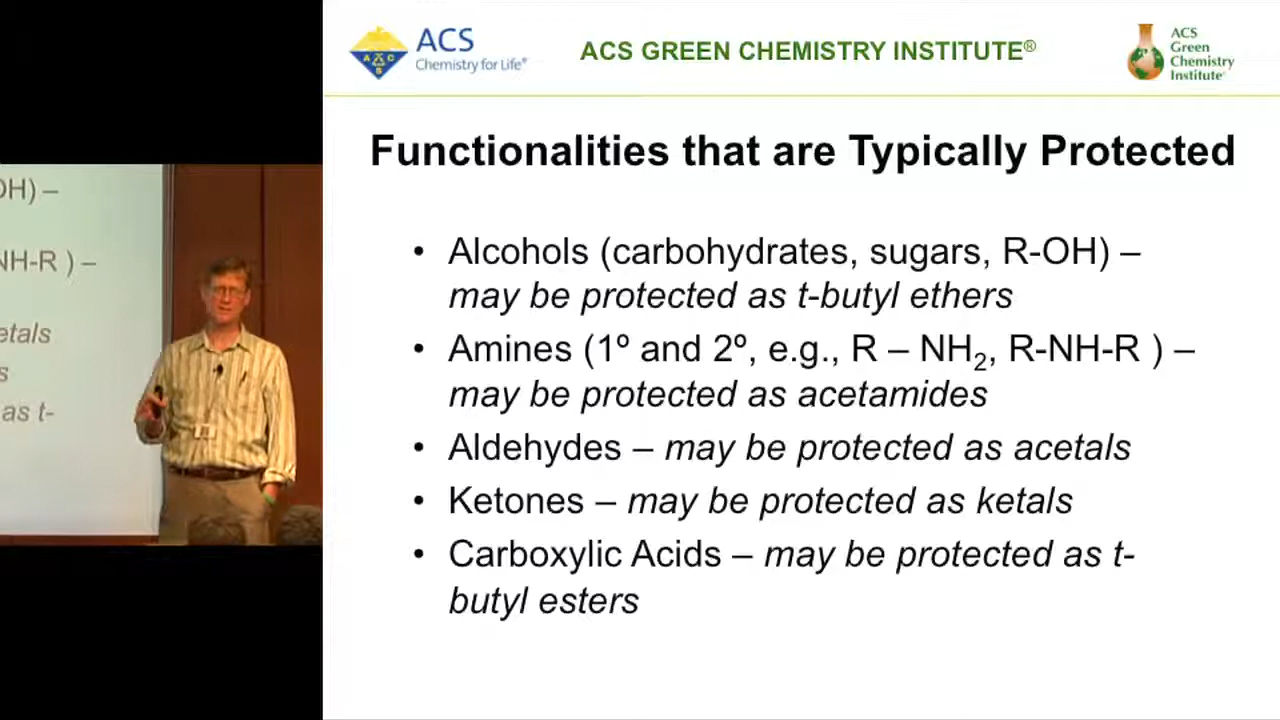 ACS
Chemistry for Life®
ACS GREEN CHEMISTRY INSTITUTE®
ACS
Green
Chemistry
Institute®
Functionalities that are Typically Protected
• Alcohols (carbohydrates, sugars, R-OH) –
may be protected as t-butyl ethers
• Amines (1º and 2º, e.g., R – NH₂, R-NH-R ) –
may be protected as acetamides
• Aldehydes – may be protected as acetals
• Ketones – may be protected as ketals
• Carboxylic Acids – may be protected as t-
butyl esters
OH) –
NH-R ) –
etals
s
as t-